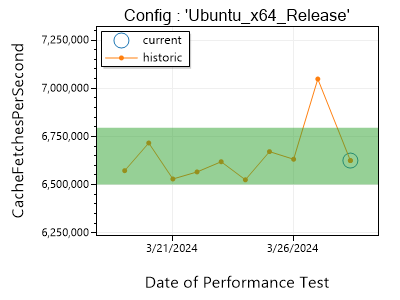 Config : 'Ubuntu_x64_Release'
7,250,000
7,000,000
6,750,000
6,500,000
6,250,000
CacheFetchesPerSecond
current
historic
3/21/2024
3/26/2024
Date of Performance Test